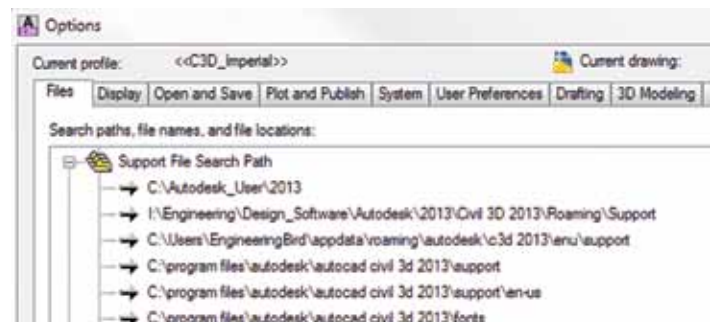 Options
Current profile: <<C3D_Imperial>> Current drawing:
Files Display Open and Save Plot and Publish System User Preferences Drafting 3D Modeling
Search paths, file names, and file locations:
Support File Search Path
C:\Autodesk_User\2013
I:\Engineering\Design_Software\Autodesk\2013\Civil 3D 2013\Roaming\Support
C:\Users\EngineeringBird\appdata\roaming\autodesk\c3d 2013\enu\support
C:\program files\autodesk\autocad civil 3d 2013\support
C:\program files\autodesk\autocad civil 3d 2013\support\en-us
C:\program files\autodesk\autocad civil 3d 2013\fonts